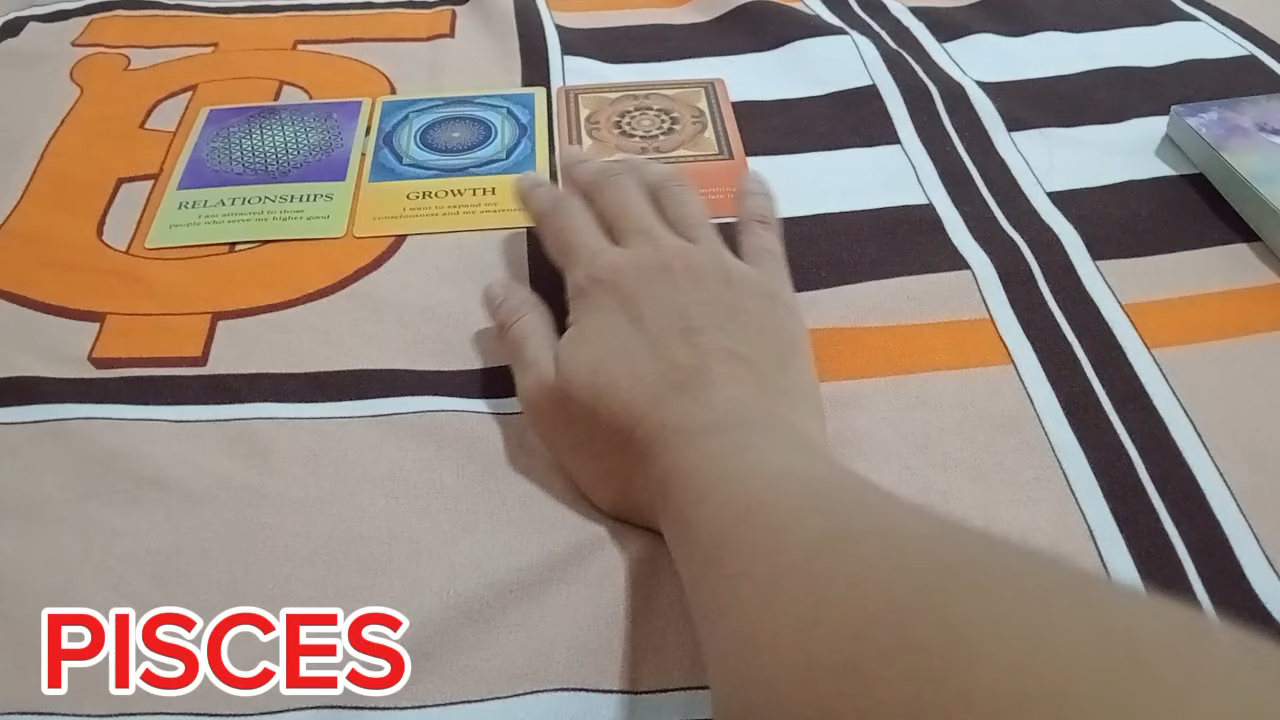 RELATIONSHIPS
I am attracted to those
people who serve my higher good
GROWTH
I want to expand my
consciousness and my awareness
PISCES